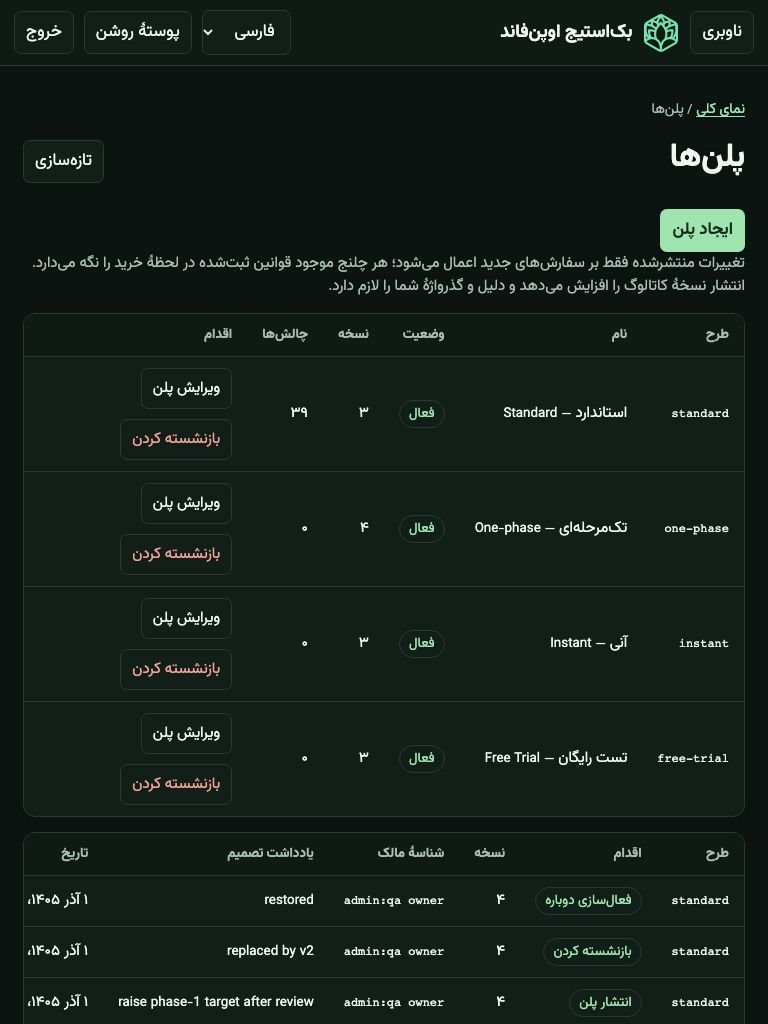 ناوبری
بک‌استیج اوپن‌فاند
فارسی
پوستهٔ روشن
خروج
نمای کلی / پلن‌ها
پلن‌ها
تازه‌سازی
ایجاد پلن
تغییرات منتشرشده فقط بر سفارش‌های جدید اعمال می‌شود؛ هر چلنج موجود قوانین ثبت‌شده در لحظهٔ خرید را نگه می‌دارد.
انتشار نسخهٔ کاتالوگ را افزایش می‌دهد و دلیل و گذرواژهٔ شما را لازم دارد.
طرح نام وضعیت نسخه چالش‌ها اقدام
standard استاندارد — Standard فعال ۳ ۳۹ ویرایش پلن
بازنشسته کردن
one-phase تک‌مرحله‌ای — One-phase فعال ۴ ۰ ویرایش پلن
بازنشسته کردن
instant آنی — Instant فعال ۳ ۰ ویرایش پلن
بازنشسته کردن
free-trial تست رایگان — Free Trial فعال ۳ ۰ ویرایش پلن
بازنشسته کردن
طرح اقدام نسخه شناسهٔ مالک یادداشت تصمیم تاریخ
standard فعال‌سازی دوباره ۴ admin:qa owner restored ۱ آذر ۱۴۰۵،
standard بازنشسته کردن ۴ admin:qa owner replaced by v2 ۱ آذر ۱۴۰۵،
standard انتشار پلن ۴ admin:qa owner raise phase-1 target after review ۱ آذر ۱۴۰۵،